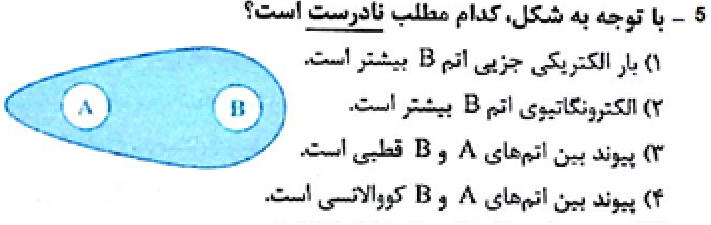 5 – با توجه به شکل، کدام مطلب نادرست است؟
۱) بار الکتریکی جزیی اتم B بیشتر است.
۲) الکترونگاتیوی اتم B بیشتر است.
۳) پیوند بین اتم‌های A و B قطبی است.
۴) پیوند بین اتم‌های A و B کووالانسی است.
A B